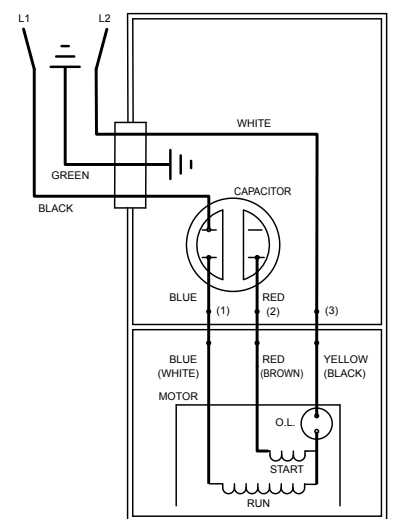 L1 L2
WHITE
GREEN
CAPACITOR
BLACK
BLUE RED
(1) (2) (3)
BLUE RED YELLOW
(WHITE) (BROWN) (BLACK)
MOTOR
O.L.
START
RUN